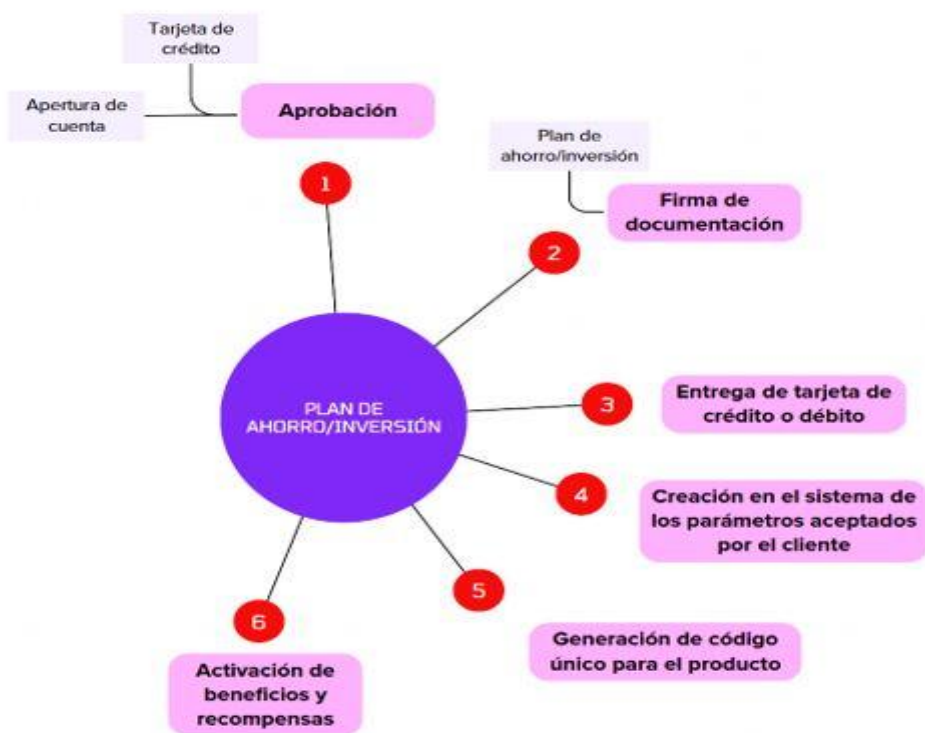 Tarjeta de
crédito
Apertura de
cuenta
Aprobación
1
Plan de
ahorro/inversión
Firma de
documentación
2
PLAN DE
AHORRO/INVERSIÓN
3
Entrega de tarjeta de
crédito o débito
4
Creación en el sistema de
los parámetros aceptados
por el cliente
5
Generación de código
único para el producto
6
Activación de
beneficios y
recompensas